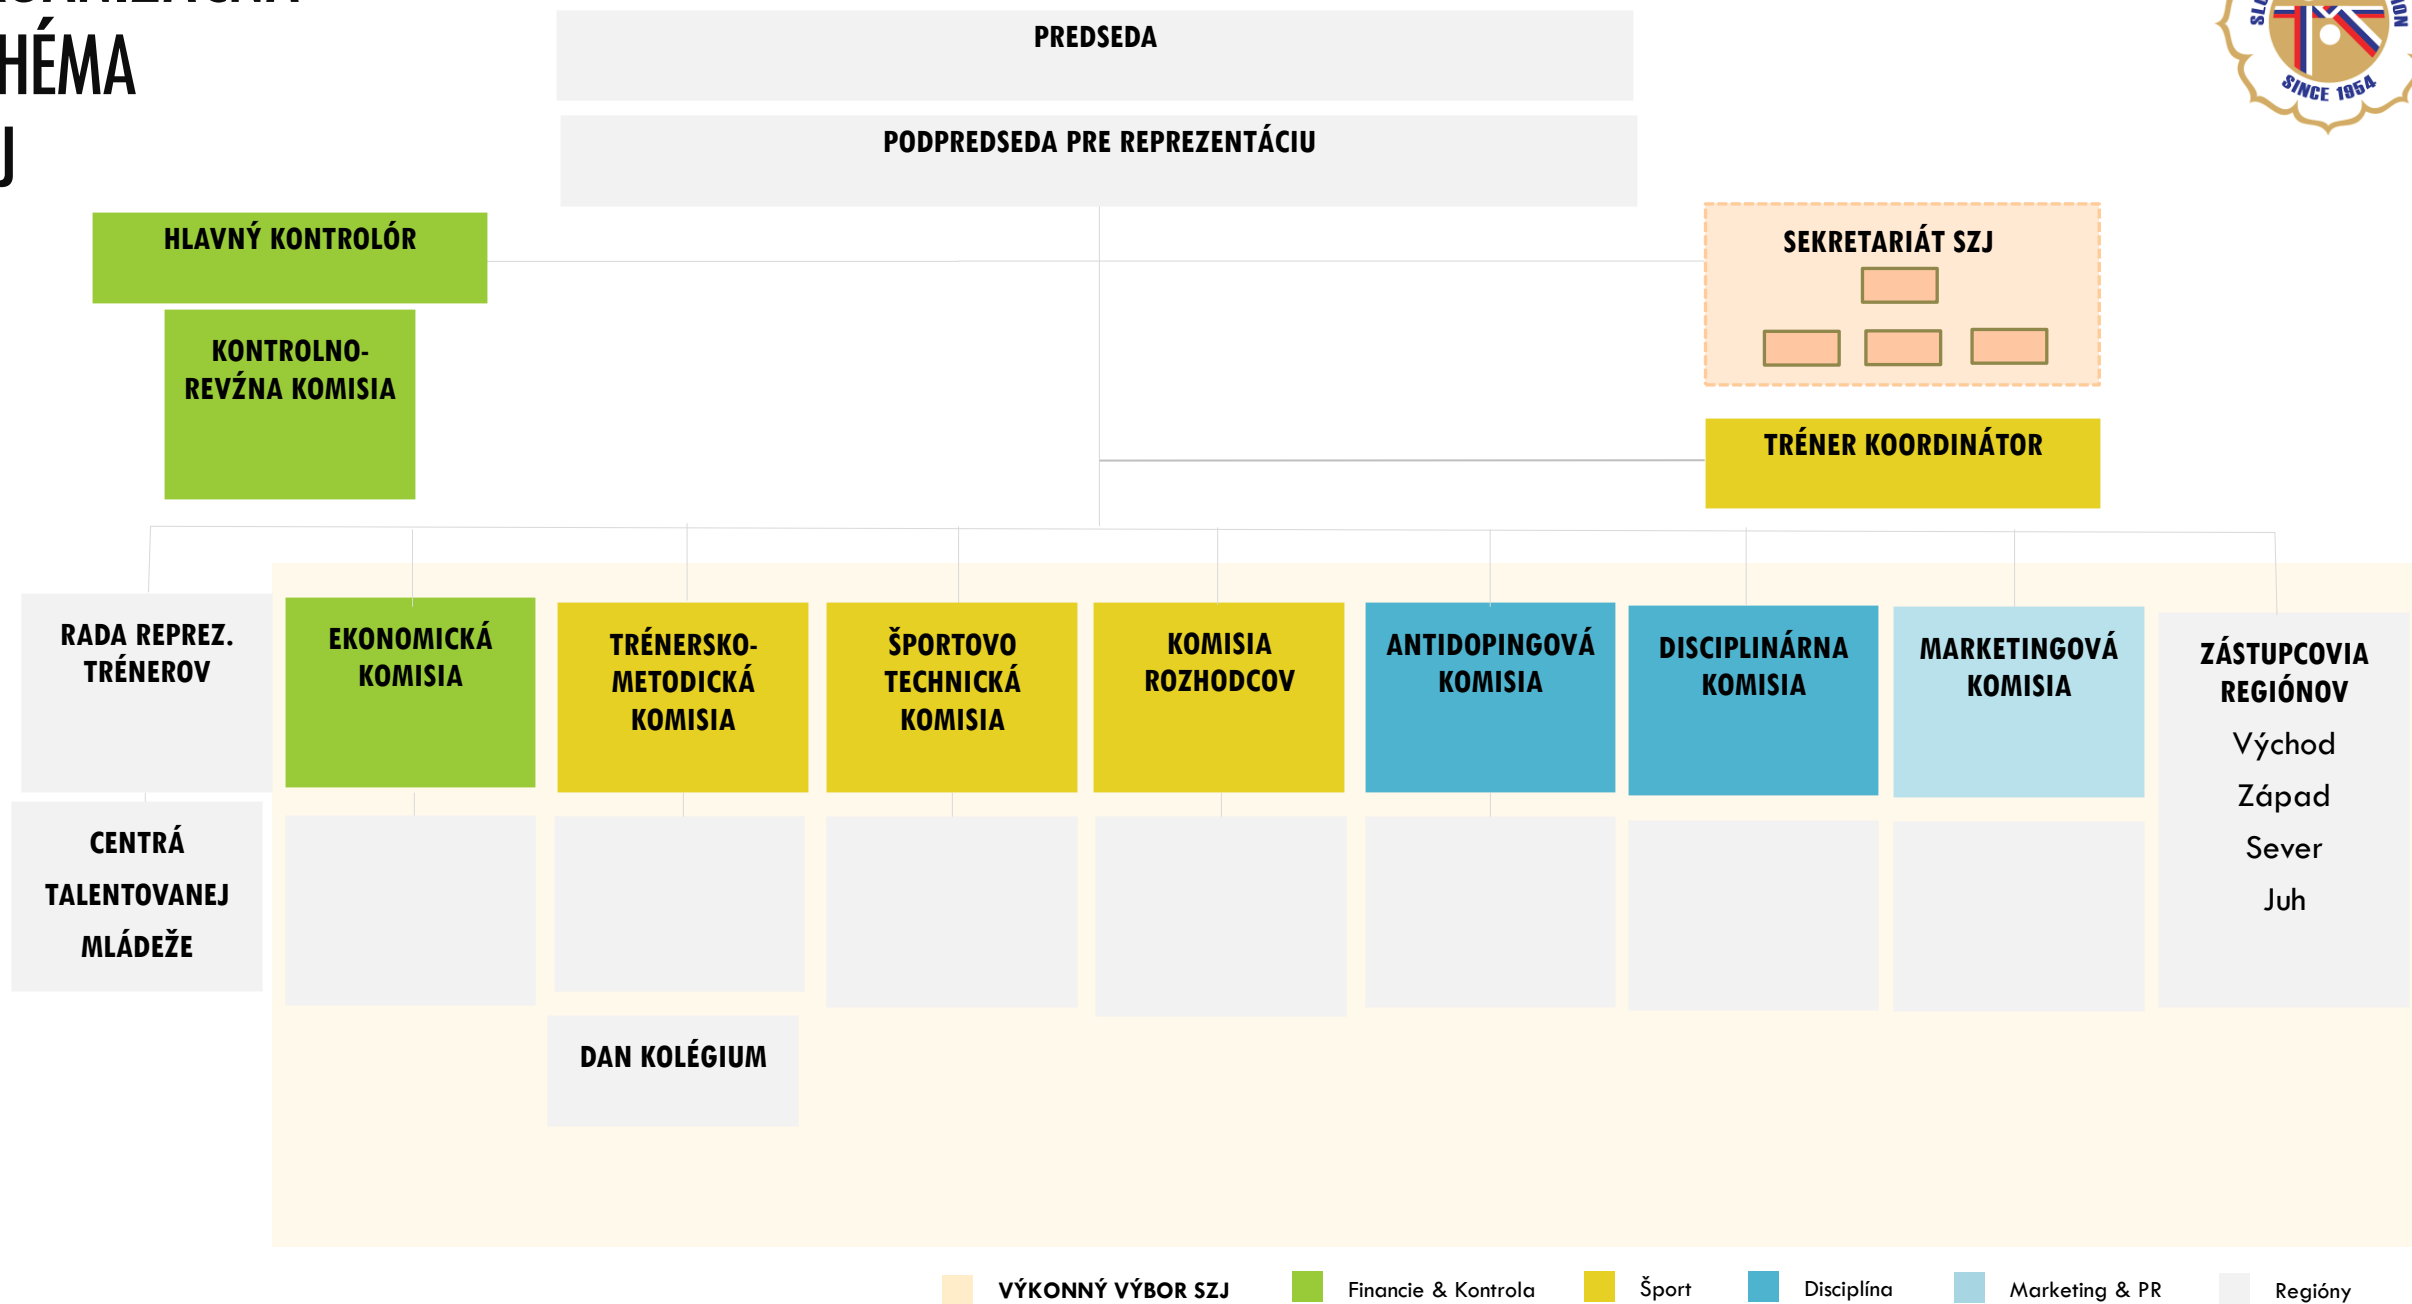 HÉMA
J
PREDSEDA
PODPREDSEDA PRE REPREZENTÁCIU
SINCE 1954
HLAVNÝ KONTROLÓR
KONTROLNO-
REVŹNA KOMISIA
SEKRETARIÁT SZJ
TRÉNER KOORDINÁTOR
RADA REPREZ.
TRÉNEROV
EKONOMICKÁ
KOMISIA
TRÉNERSKO-
METODICKÁ
KOMISIA
ŠPORTOVO
TECHNICKÁ
KOMISIA
KOMISIA
ROZHODCOV
ANTIDOPINGOVÁ
KOMISIA
DISCIPLINÁRNA
KOMISIA
MARKETINGOVÁ
KOMISIA
ZÁSTUPCOVIA
REGIÓNOV
Východ
Západ
Sever
Juh
CENTRÁ
TALENTOVANEJ
MLÁDEŽE
DAN KOLÉGIUM
VÝKONNÝ VÝBOR SZJ
Financie & Kontrola
Šport
Disciplína
Marketing & PR
Regióny